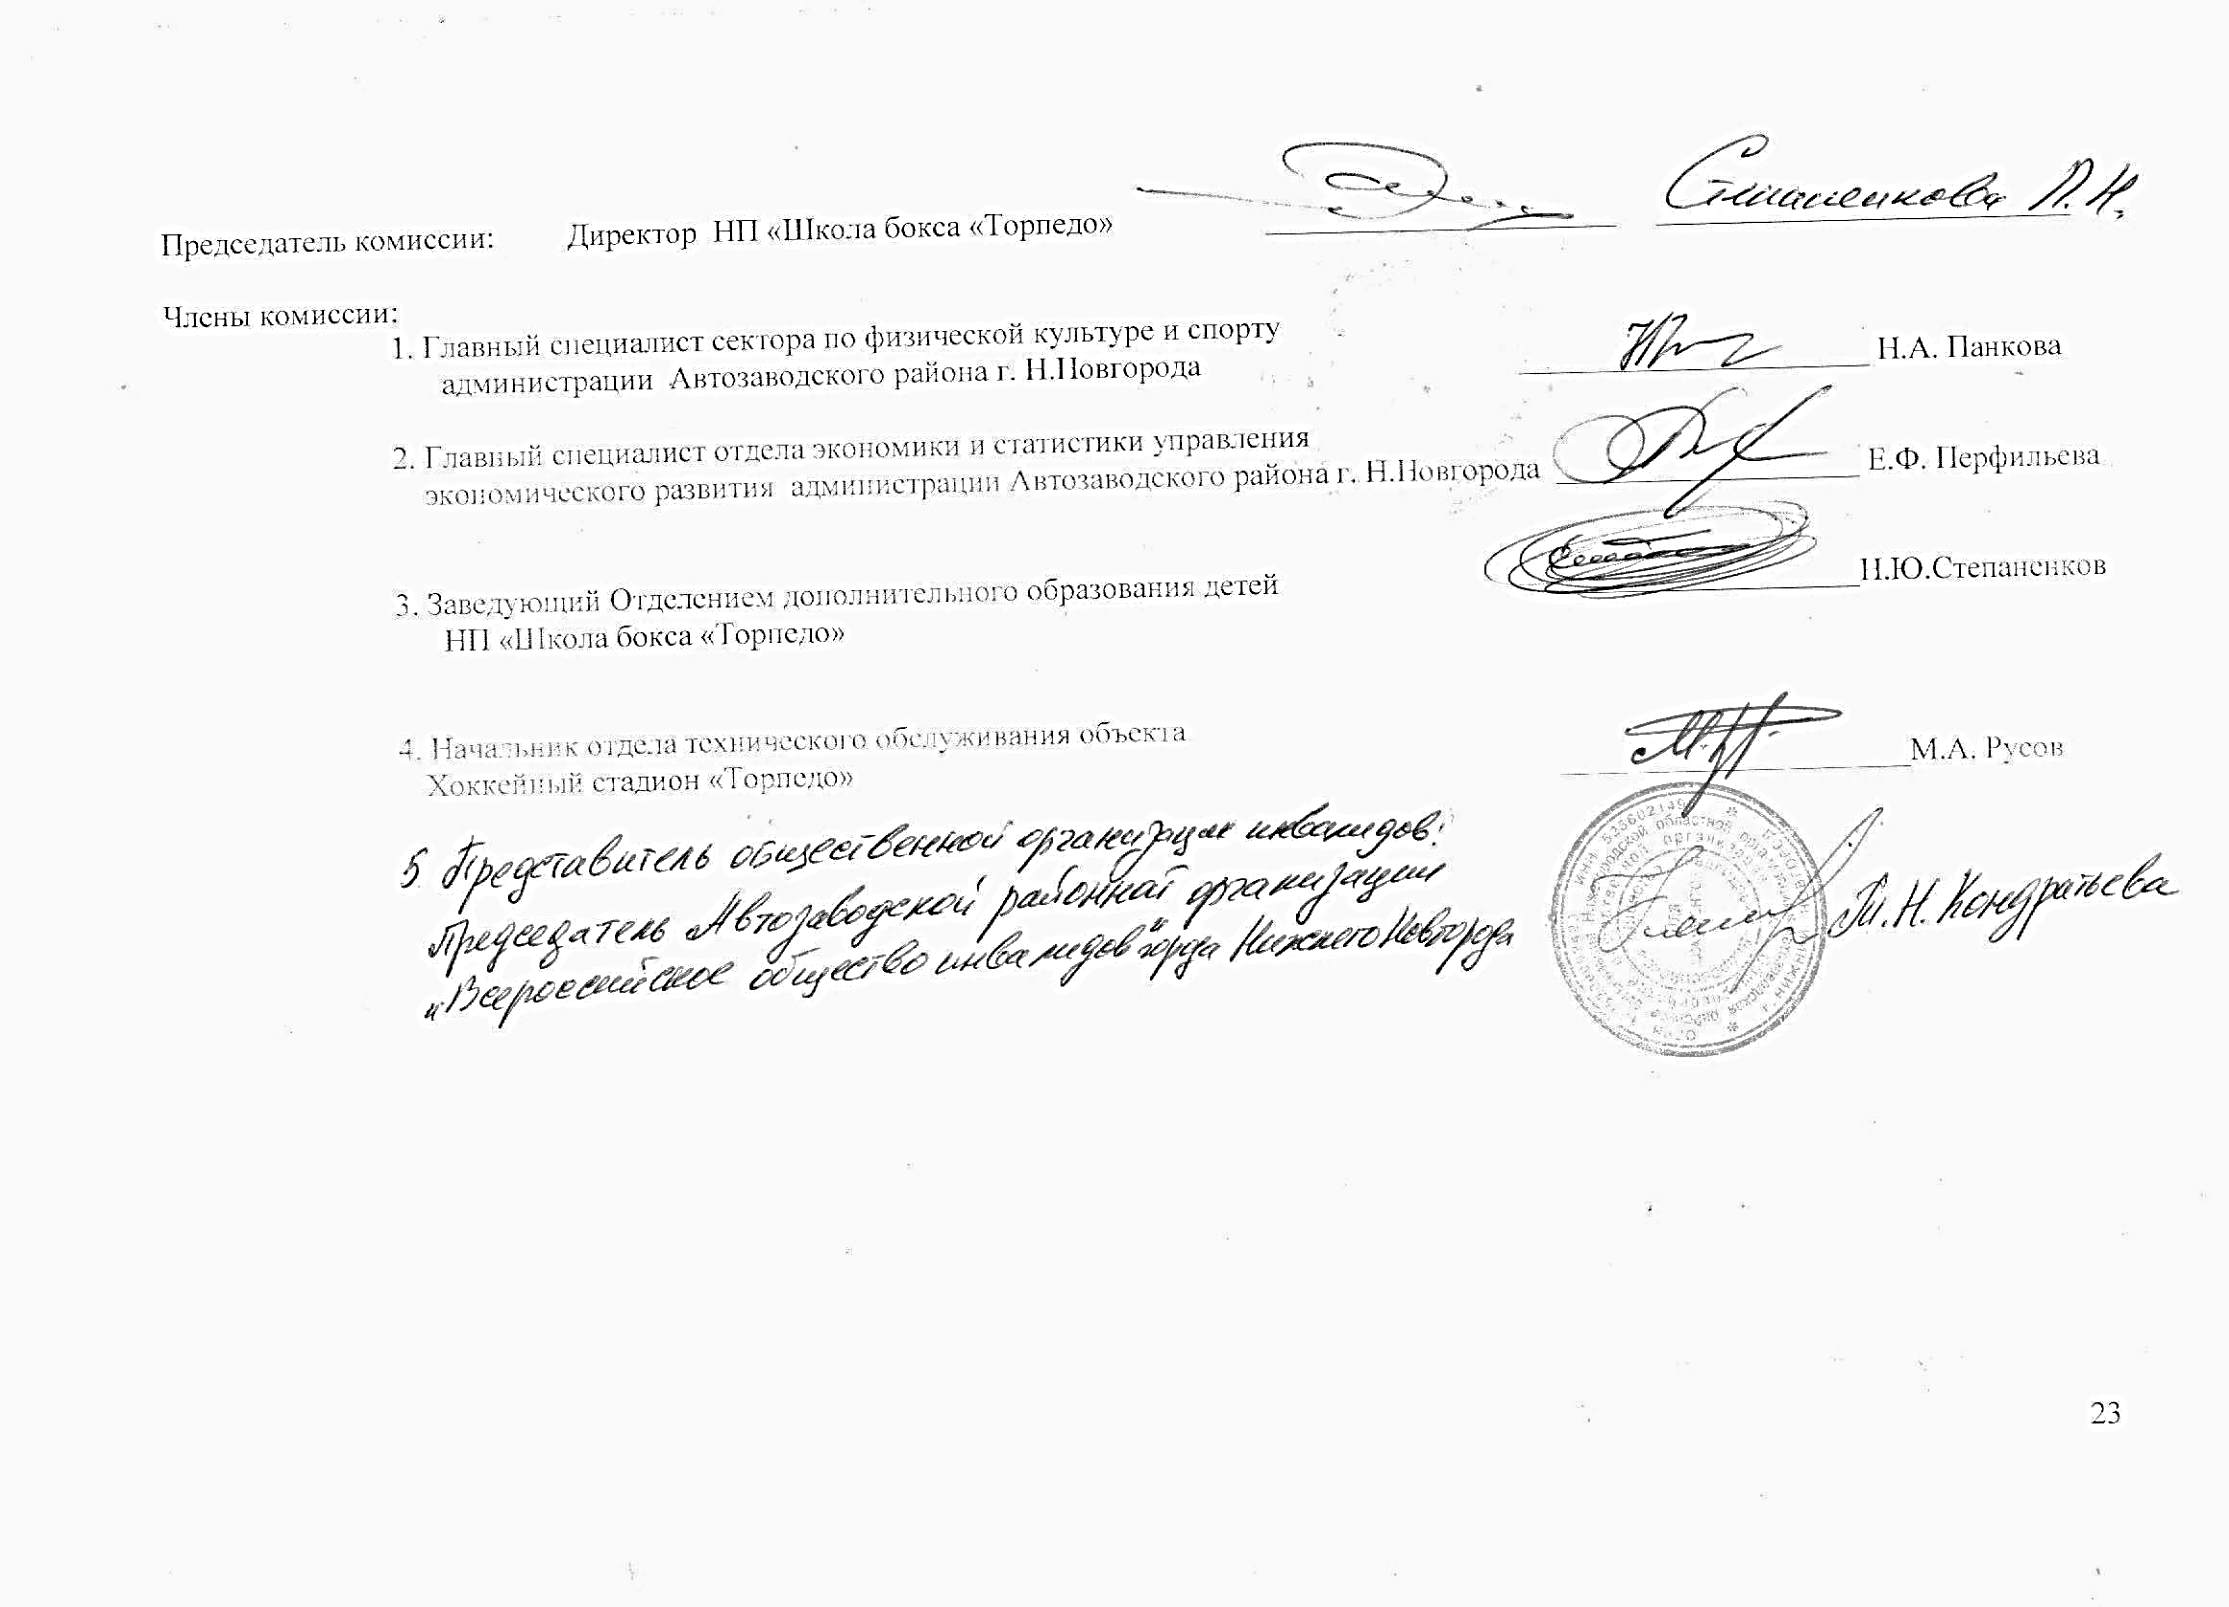 Степаненкова Л.Н.
Председатель комиссии: Директор НП «Школа бокса «Торпедо»
Члены комиссии:
1. Главный специалист сектора по физической культуре и спорту
администрации Автозаводского района г. Н.Новгорода
Н.А. Панкова
2. Главный специалист отдела экономики и статистики управления
экономического развития администрации Автозаводского района г. Н.Новгорода Е.Ф. Перфильева
3. Заведующий Отделением дополнительного образования детей
НП «Школа бокса «Торпедо»
Н.Ю.Степаненков
4. Начальник отдела технического обслуживания объекта
Хоккейный стадион «Торпедо»
М.А. Русов
5 Представитель общественной организации инвалидов:
Председатель Автозаводской районной организации
"Всероссийское общество инвалидов" города Нижнего Новгорода
Н. Кондратьева
23